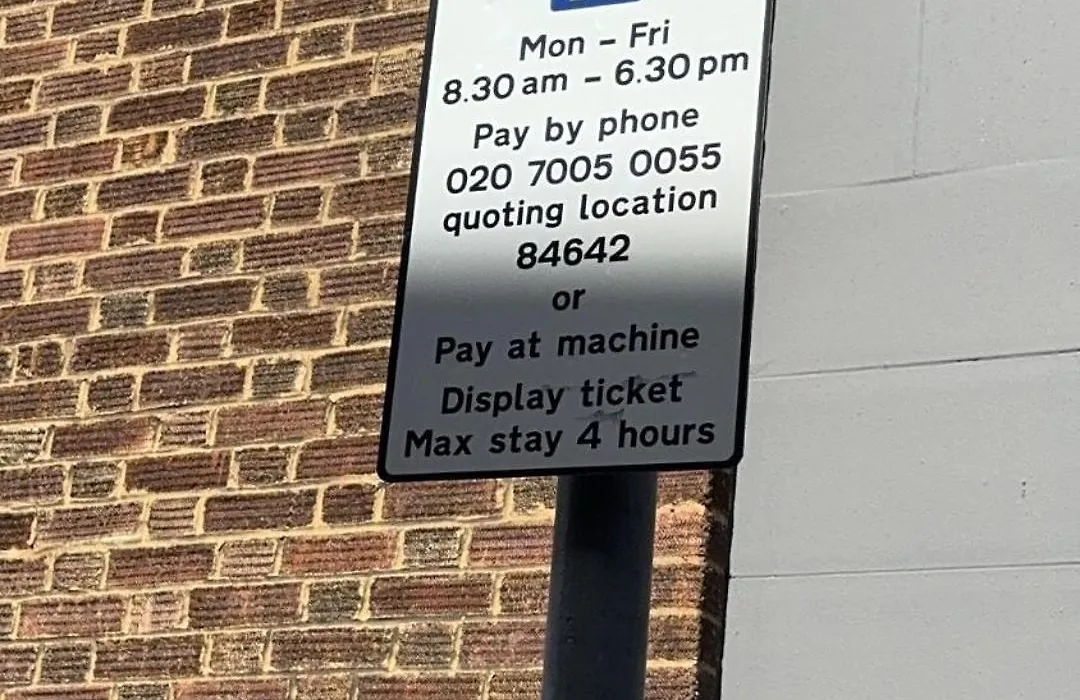 Mon – Fri
8.30 am – 6.30 pm
Pay by phone
020 7005 0055
quoting location
84642
or
Pay at machine
Display ticket
Max stay 4 hours